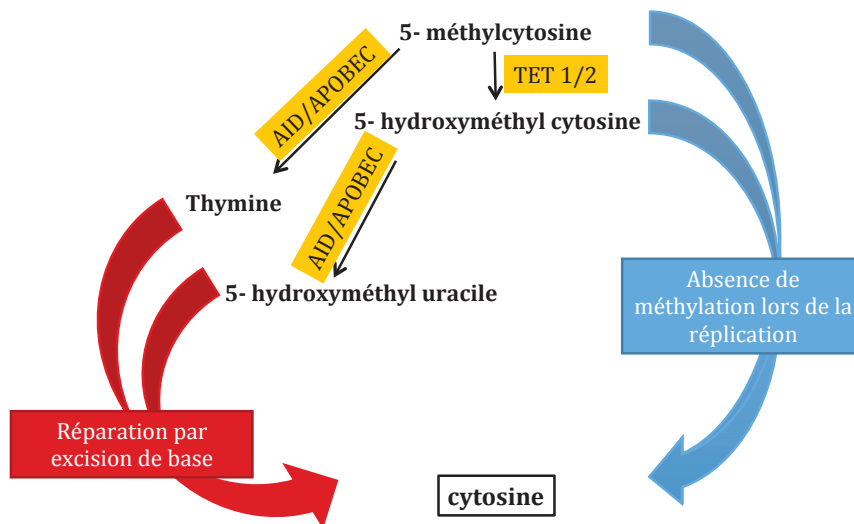 5- méthylcytosine
AID/APOBEC
TET 1/2
5- hydroxyméthyl cytosine
Thymine
AID/APOBEC
5- hydroxyméthyl uracile
Absence de
méthylation lors de la
réplication
Réparation par
excision de base
cytosine